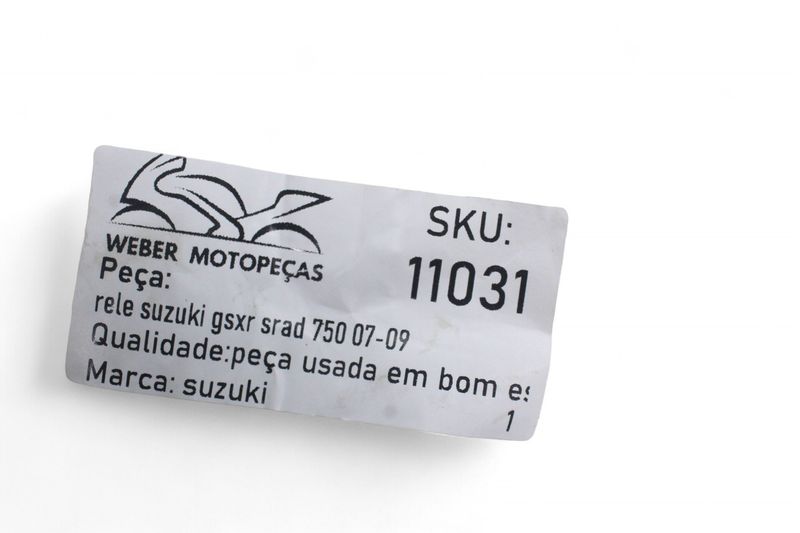 WEBER MOTOPEÇAS
SKU:
11031
Peça:
rele suzuki gsxr srad 750 07-09
Qualidade:peça usada em bom es
Marca: suzuki
1